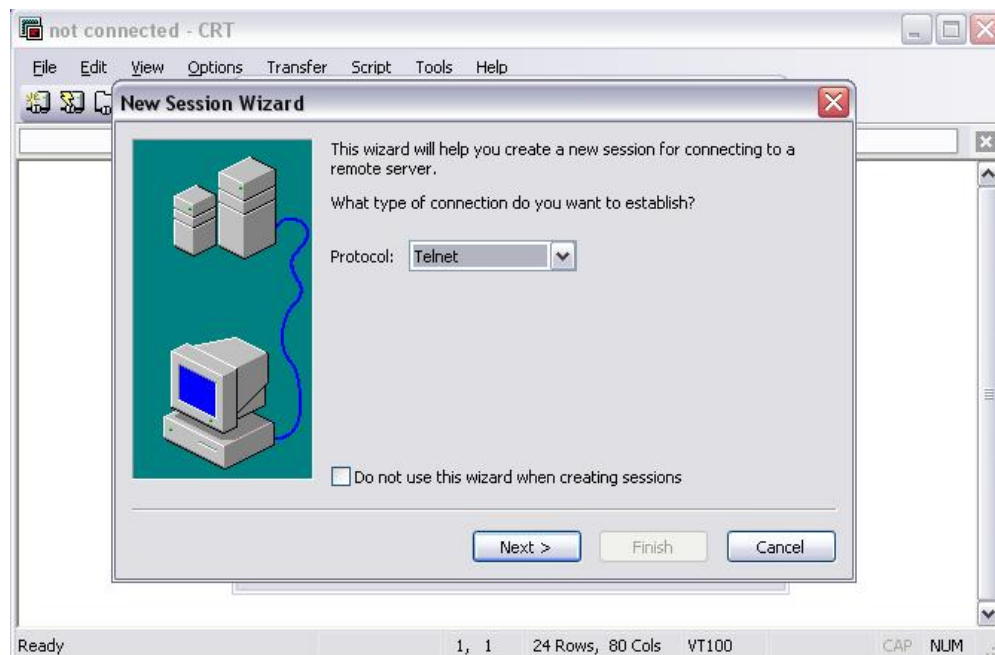 not connected - CRT
File Edit View Options Transfer Script Tools Help
New Session Wizard
This wizard will help you create a new session for connecting to a
remote server.
What type of connection do you want to establish?
Protocol: Telnet
Do not use this wizard when creating sessions
Next > Finish Cancel
Ready 1, 1 24 Rows, 80 Cols VT100 CAP NUM